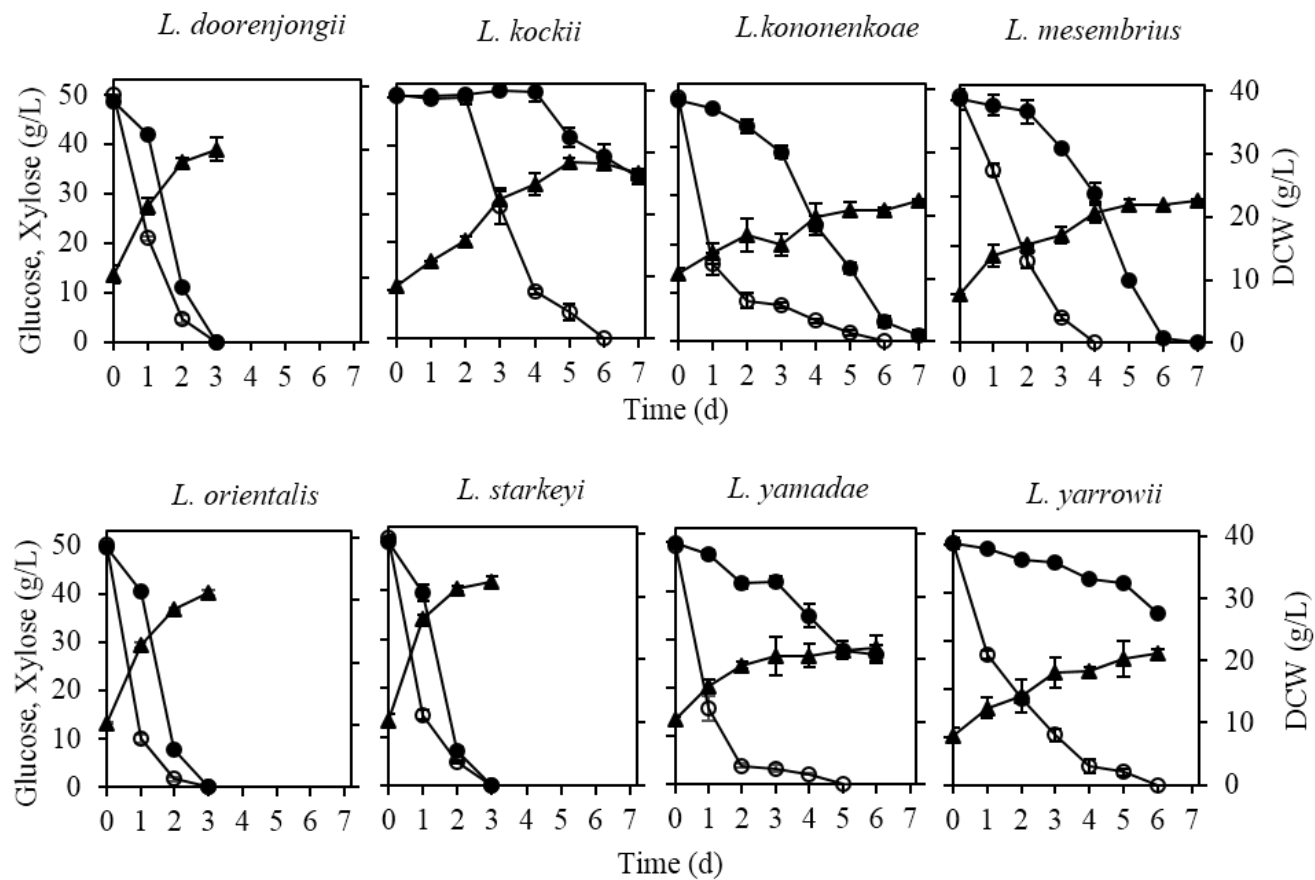 L. doorenjongii
L. kockii
L.kononenkoae
L. mesembrius
Glucose, Xylose (g/L)
50
40
30
20
10
0
40
30
20
10
0
DCW (g/L)
0 1 2 3 4 5 6 7
0 1 2 3 4 5 6 7
0 1 2 3 4 5 6 7
0 1 2 3 4 5 6 7
Time (d)
L. orientalis
L. starkeyi
L. yamadae
L. yarrowii
Glucose, Xylose (g/L)
50
40
30
20
10
0
40
30
20
10
0
DCW (g/L)
0 1 2 3 4 5 6 7
0 1 2 3 4 5 6 7
0 1 2 3 4 5 6 7
0 1 2 3 4 5 6 7
Time (d)